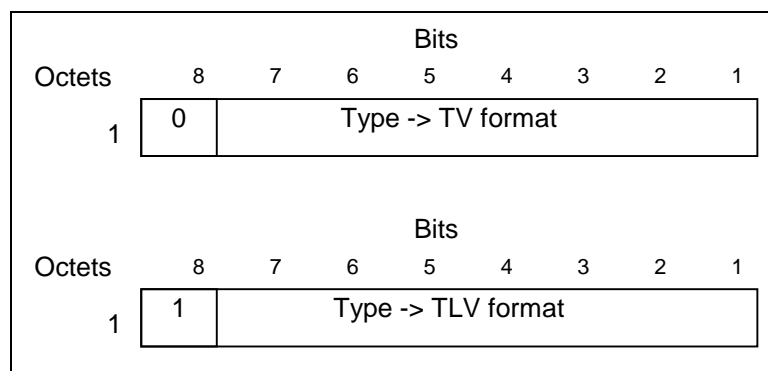 Bits
Octets 8 7 6 5 4 3 2 1
1 0 Type -> TV format
Bits
Octets 8 7 6 5 4 3 2 1
1 1 Type -> TLV format